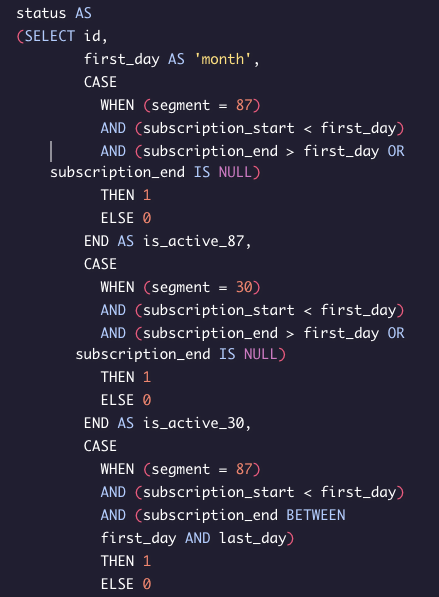 status AS
(SELECT id,
first_day AS 'month',
CASE
WHEN (segment = 87)
AND (subscription_start < first_day)
AND (subscription_end > first_day OR
subscription_end IS NULL)
THEN 1
ELSE 0
END AS is_active_87,
CASE
WHEN (segment = 30)
AND (subscription_start < first_day)
AND (subscription_end > first_day OR
subscription_end IS NULL)
THEN 1
ELSE 0
END AS is_active_30,
CASE
WHEN (segment = 87)
AND (subscription_start < first_day)
AND (subscription_end BETWEEN
first_day AND last_day)
THEN 1
ELSE 0